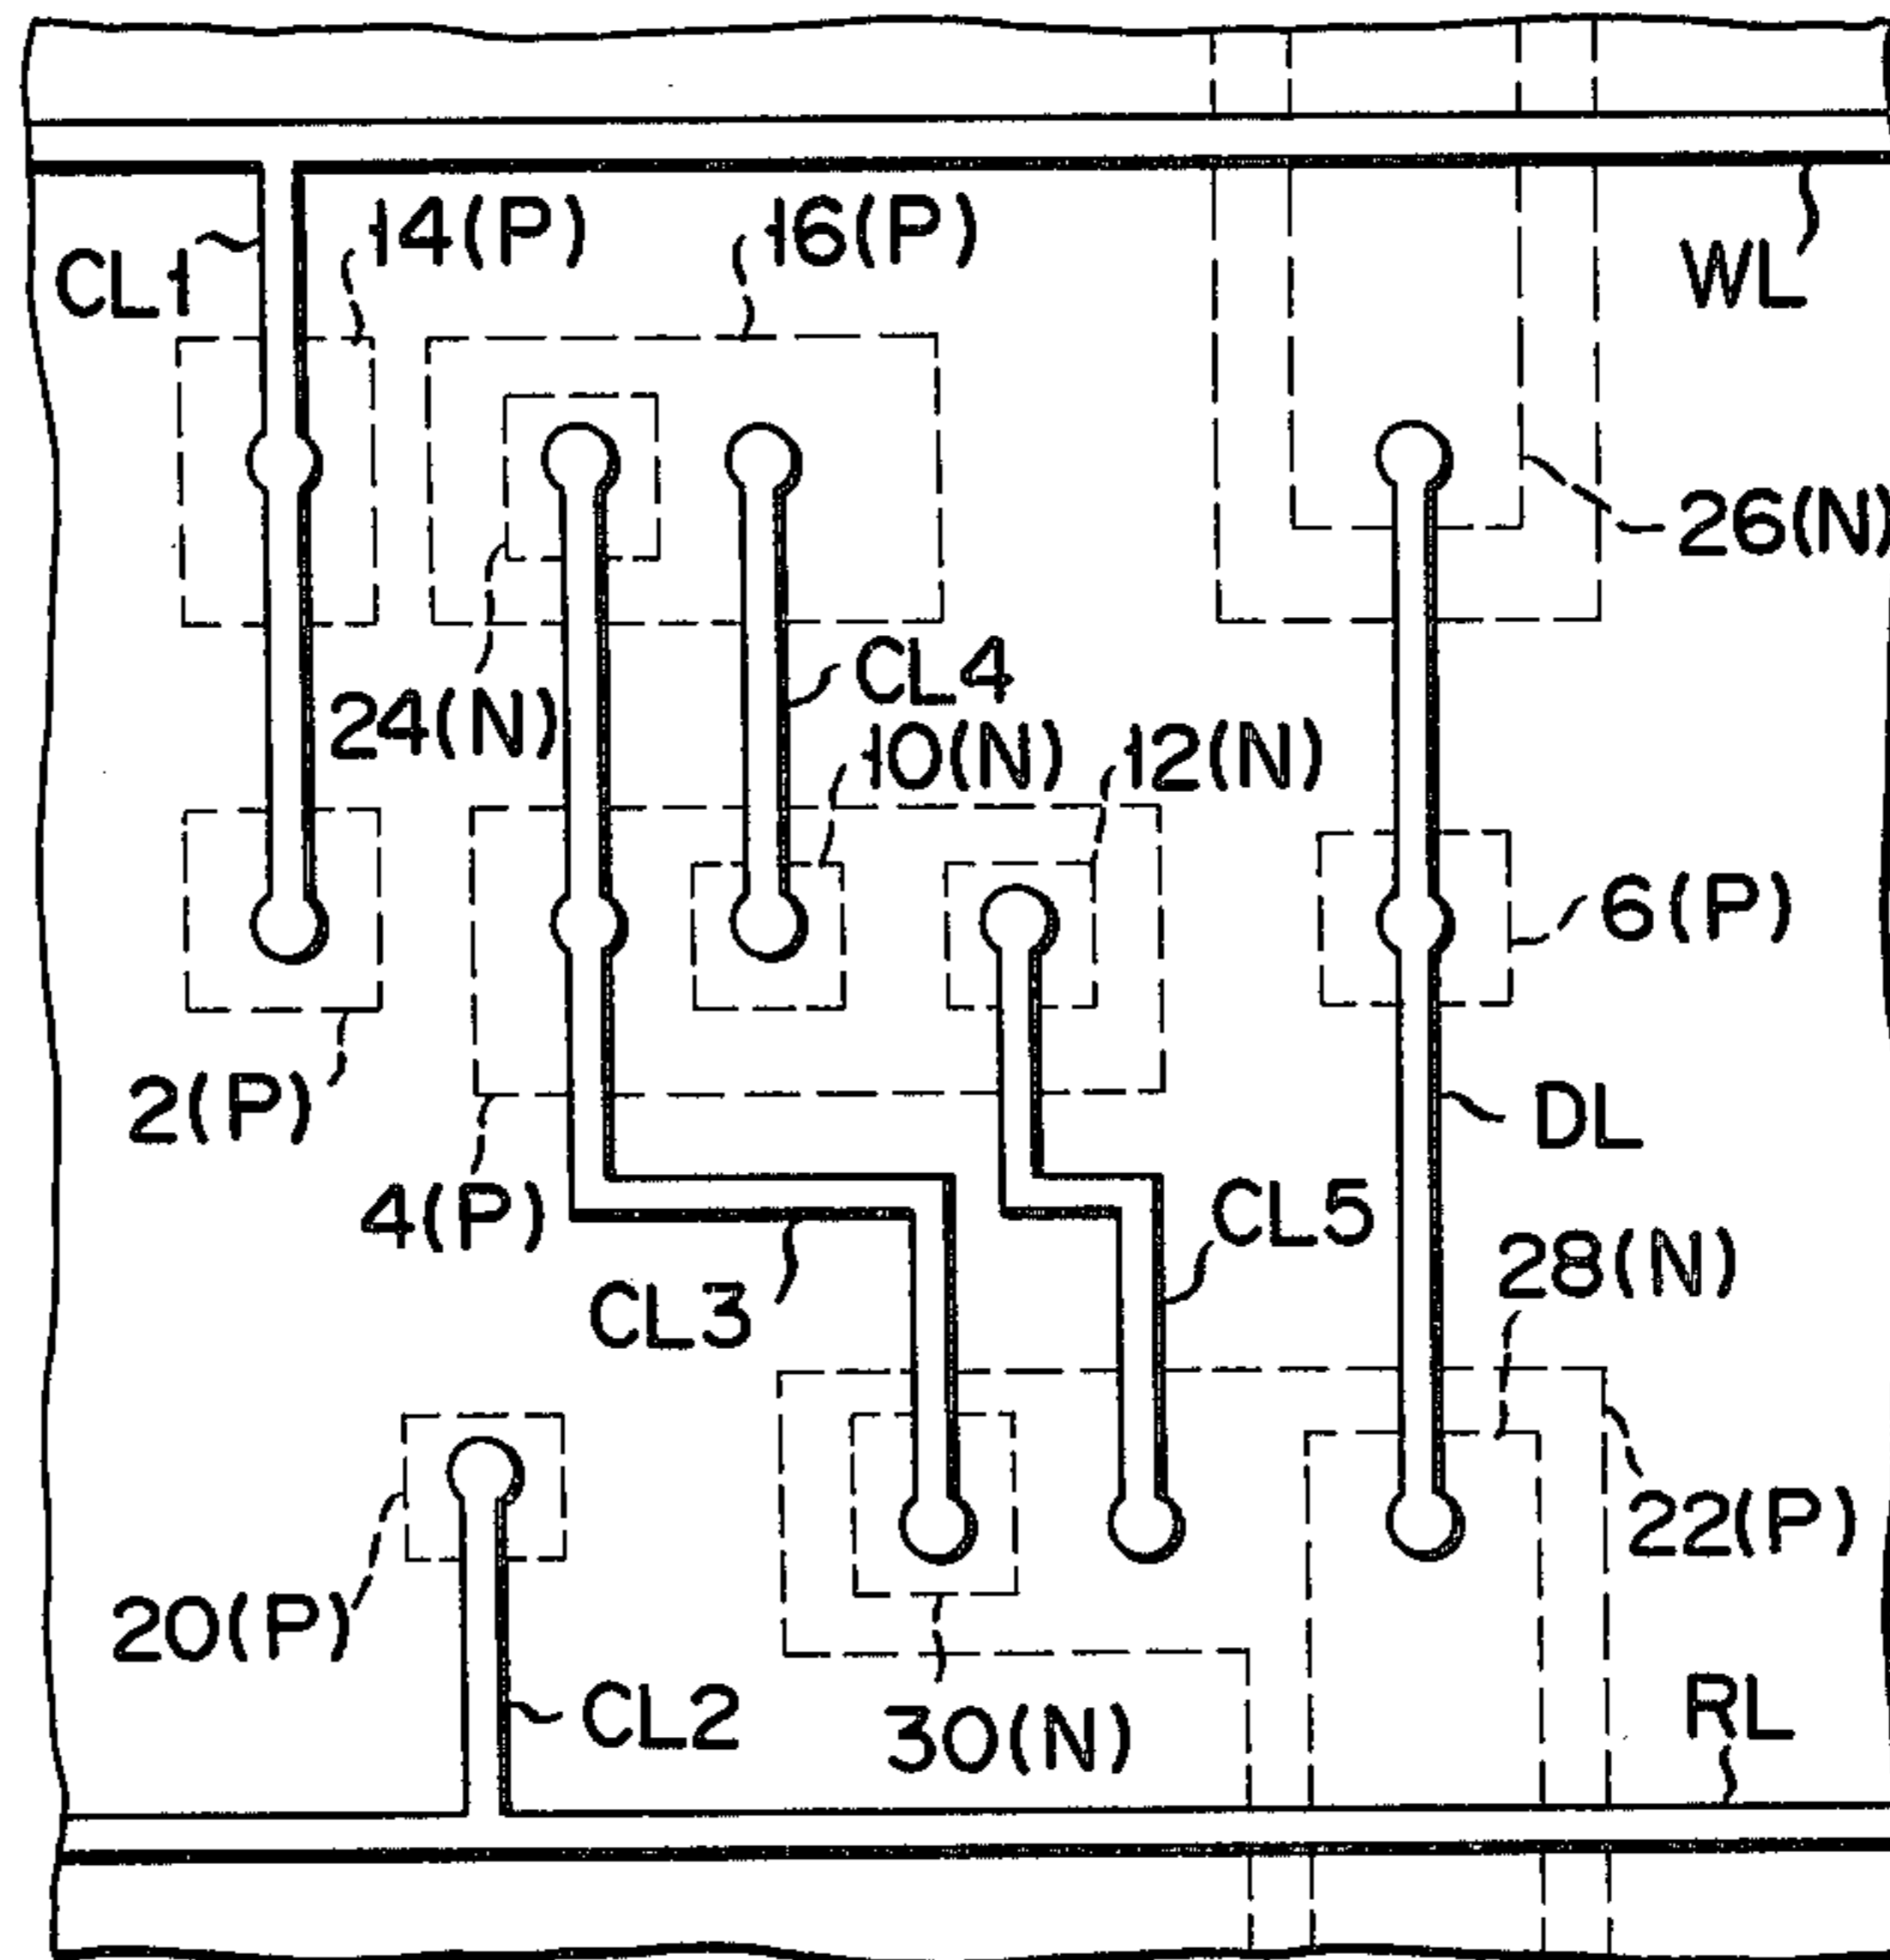 14(P)
16(P)
CL1
WL
26(N)
CL4
24(N)
10(N)
12(N)
6(P)
2(P)
DL
4(P)
CL5
28(N)
CL3
22(P)
20(P)
CL2
30(N)
RL